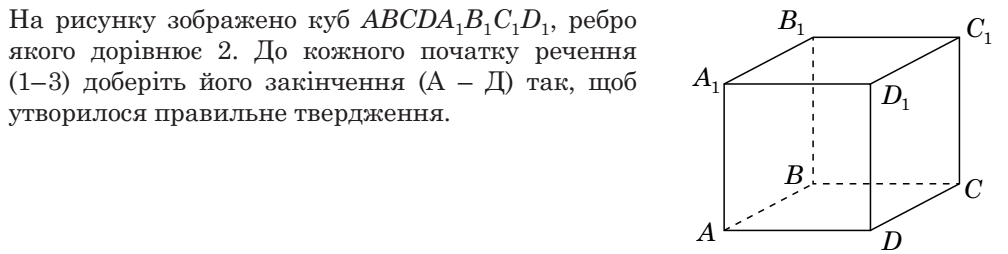 На рисунку зображено куб ABCDA₁B₁C₁D₁, ребро
якого дорівнює 2. До кожного початку речення
(1–3) доберіть його закінчення (А – Д) так, щоб
утворилося правильне твердження.
B₁
C₁
A₁
D₁
B
C
A
D